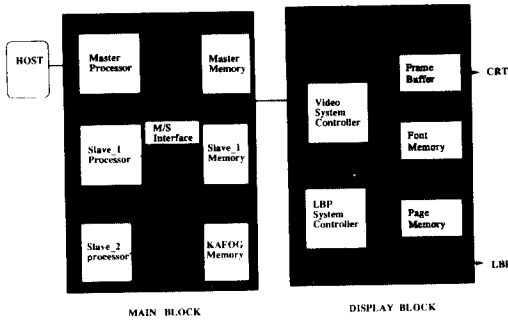 HOST
Master
Processor
Master
Memory
M/S
Interface
Slave_1
Processor
Slave_1
Memory
Slave_2
processor
KAFOG
Memory
MAIN BLOCK
Video
System
Controller
LBP
System
Controller
Frame
Buffer
Font
Memory
Page
Memory
CRT
LBP
DISPLAY BLOCK